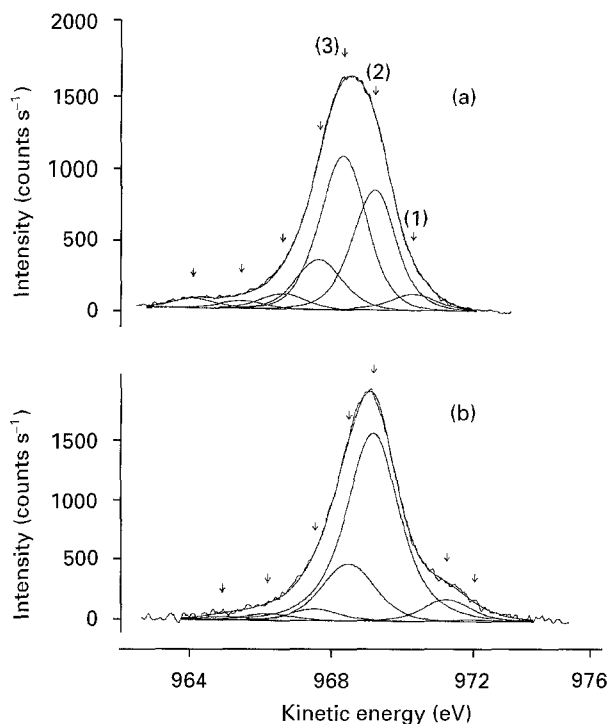 2000
(3)
(2)
(a)
1500
1000
(1)
500
0
Intensity (counts s⁻¹)
(b)
1500
1000
500
0
Intensity (counts s⁻¹)
964 968 972 976
Kinetic energy (eV)